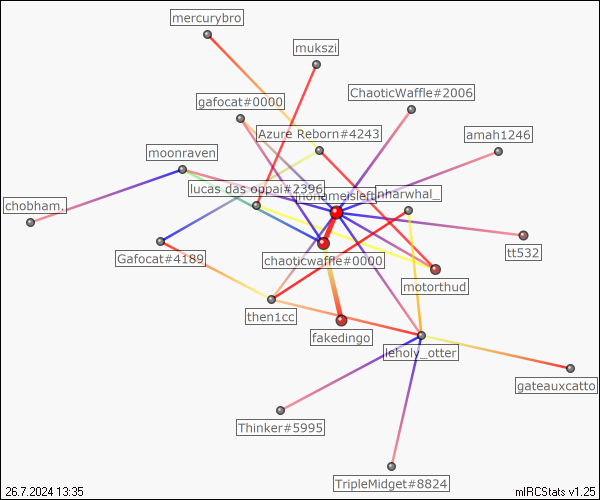 mercurybro
mukszi
ChaoticWaffle#2006
gafocat#0000
Azure Reborn#4243
amah1246
moonraven
lucas das oppai#2396
nonameisleft
nharwhal_
chobham.
Gafocat#4189
chaoticwaffle#0000
tt532
motorthud
then1cc
fakedingo
leholy_otter
gateauxcatto
Thinker#5995
TripleMidget#8824
26.7.2024 13:35
mIRCStats v1.25